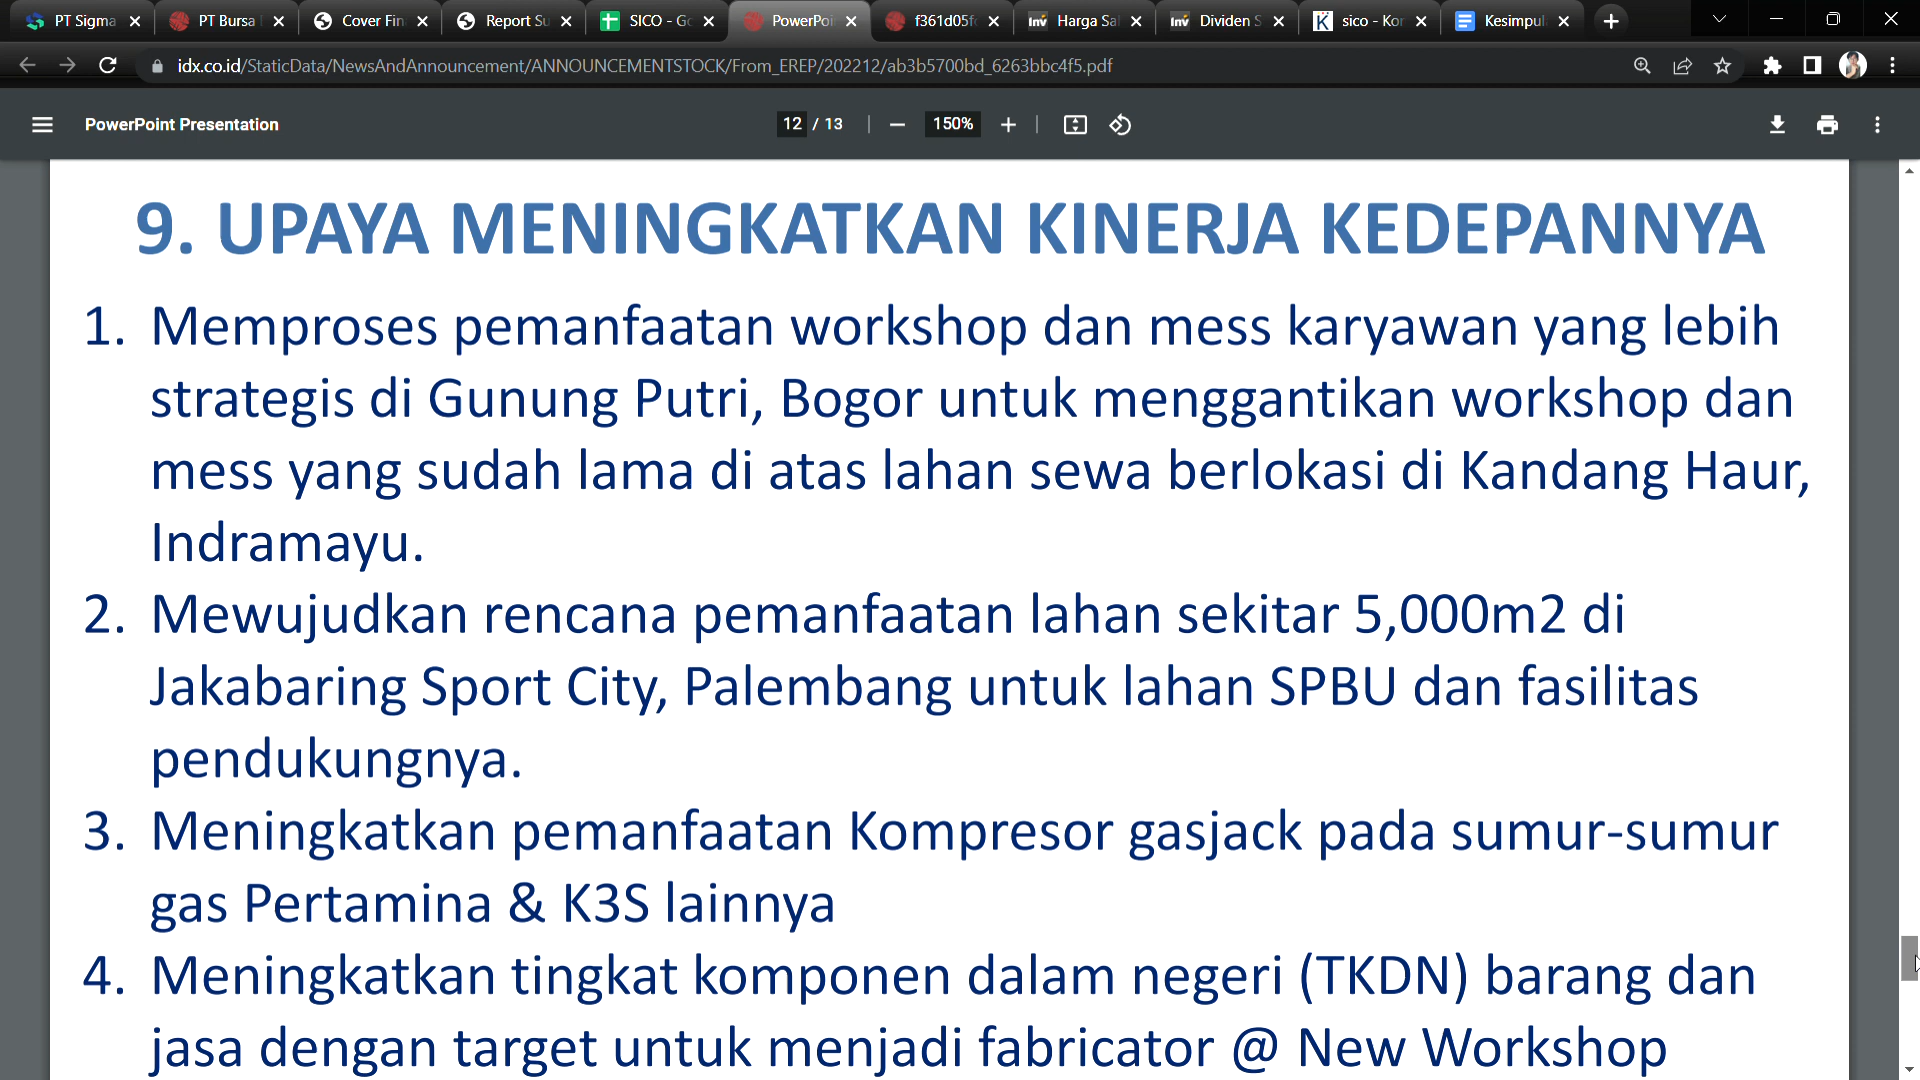 PT Sigma
PT Bursa
Cover Fin
Report Su
SICO - Go
PowerPoi
f361d05f
Harga Sa
Dividen S
sico - Kor
Kesimpul
idx.co.id/StaticData/NewsAndAnnouncement/ANNOUNCEMENTSTOCK/From_EREP/202212/ab3b5700bd_6263bbc4f5.pdf
PowerPoint Presentation
12 / 13
150%
9. UPAYA MENINGKATKAN KINERJA KEDEPANNYA
1. Memproses pemanfaatan workshop dan mess karyawan yang lebih
strategis di Gunung Putri, Bogor untuk menggantikan workshop dan
mess yang sudah lama di atas lahan sewa berlokasi di Kandang Haur,
Indramayu.
2. Mewujudkan rencana pemanfaatan lahan sekitar 5,000m2 di
Jakabaring Sport City, Palembang untuk lahan SPBU dan fasilitas
pendukungnya.
3. Meningkatkan pemanfaatan Kompresor gasjack pada sumur-sumur
gas Pertamina & K3S lainnya
4. Meningkatkan tingkat komponen dalam negeri (TKDN) barang dan
jasa dengan target untuk menjadi fabricator @ New Workshop